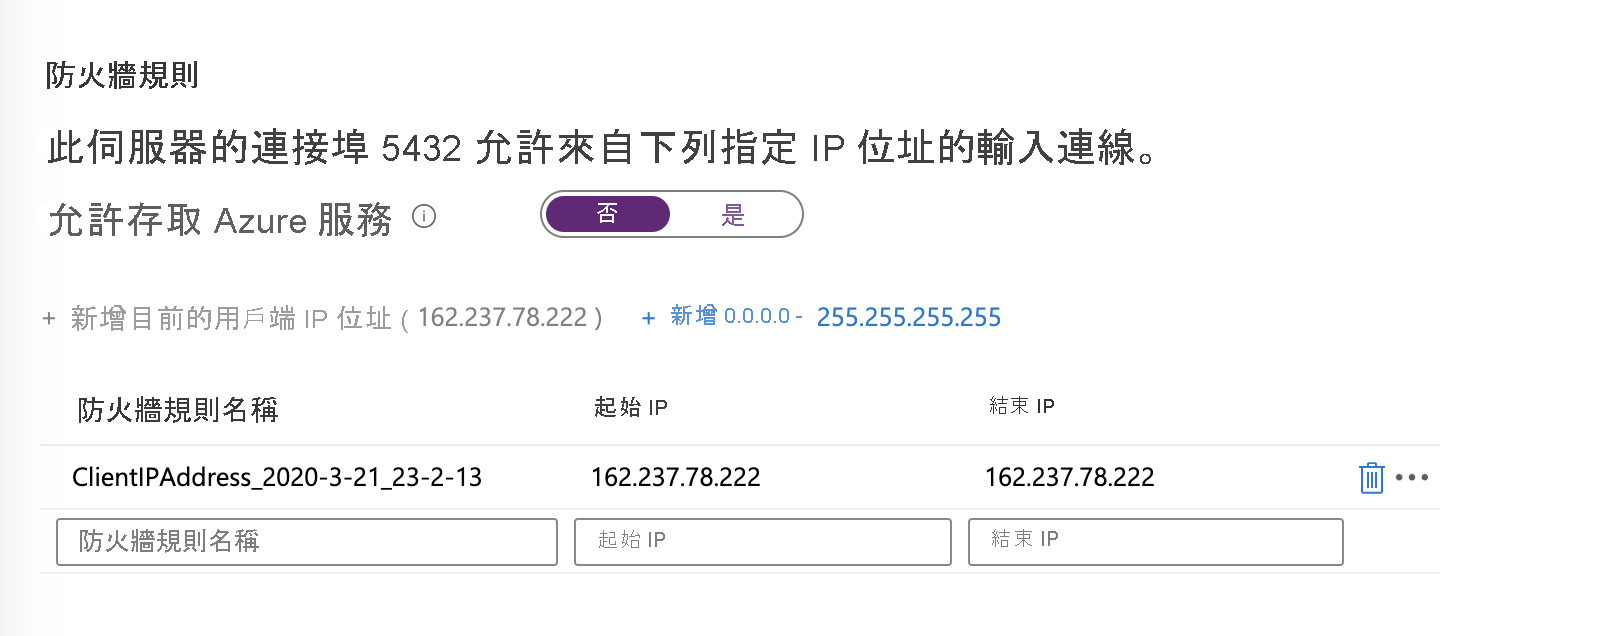 防火牆規則
此伺服器的連接埠 5432 允許來自下列指定 IP 位址的輸入連線。
允許存取 Azure 服務 否 是
+ 新增目前的用戶端 IP 位址 ( 162.237.78.222 ) + 新增 0.0.0.0 - 255.255.255.255
防火牆規則名稱 起始 IP 結束 IP
ClientIPAddress_2020-3-21_23-2-13 162.237.78.222 162.237.78.222
防火牆規則名稱 起始 IP 結束 IP